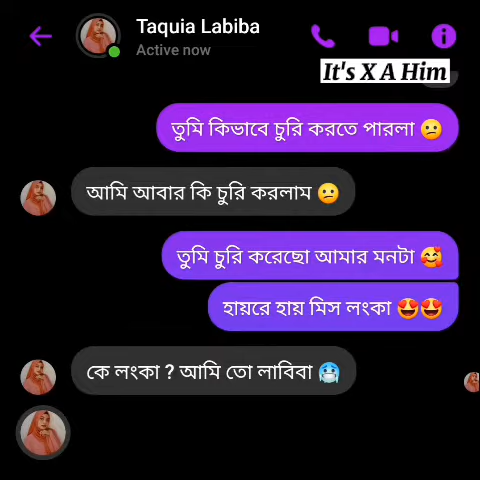 Taquia Labiba
Active now
It's X A Him
তুমি কিভাবে চুরি করতে পারলা 😕
আমি আবার কি চুরি করলাম 😕
তুমি চুরি করেছো আমার মনটা 🥰
হায়রে হায় মিস লংকা 😍😍
কে লংকা ? আমি তো লাবিবা 🥶